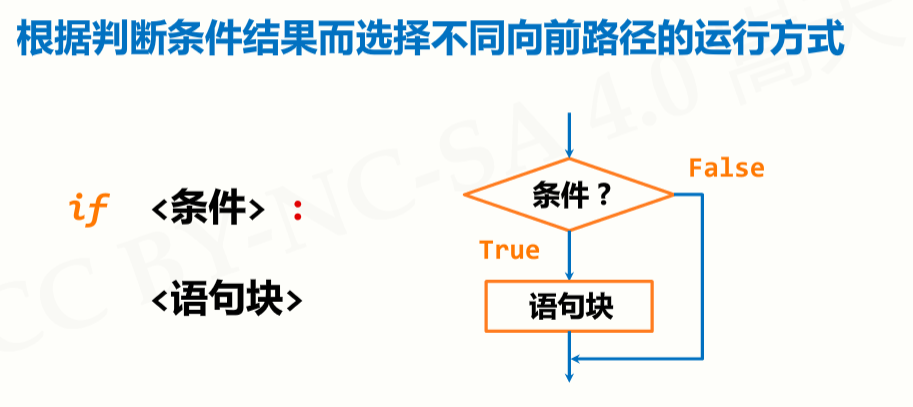 根据判断条件结果而选择不同向前路径的运行方式
if <条件> :
<语句块>
条件？
False
True
语句块
CC BY-NC-SA 4.0 嵩天